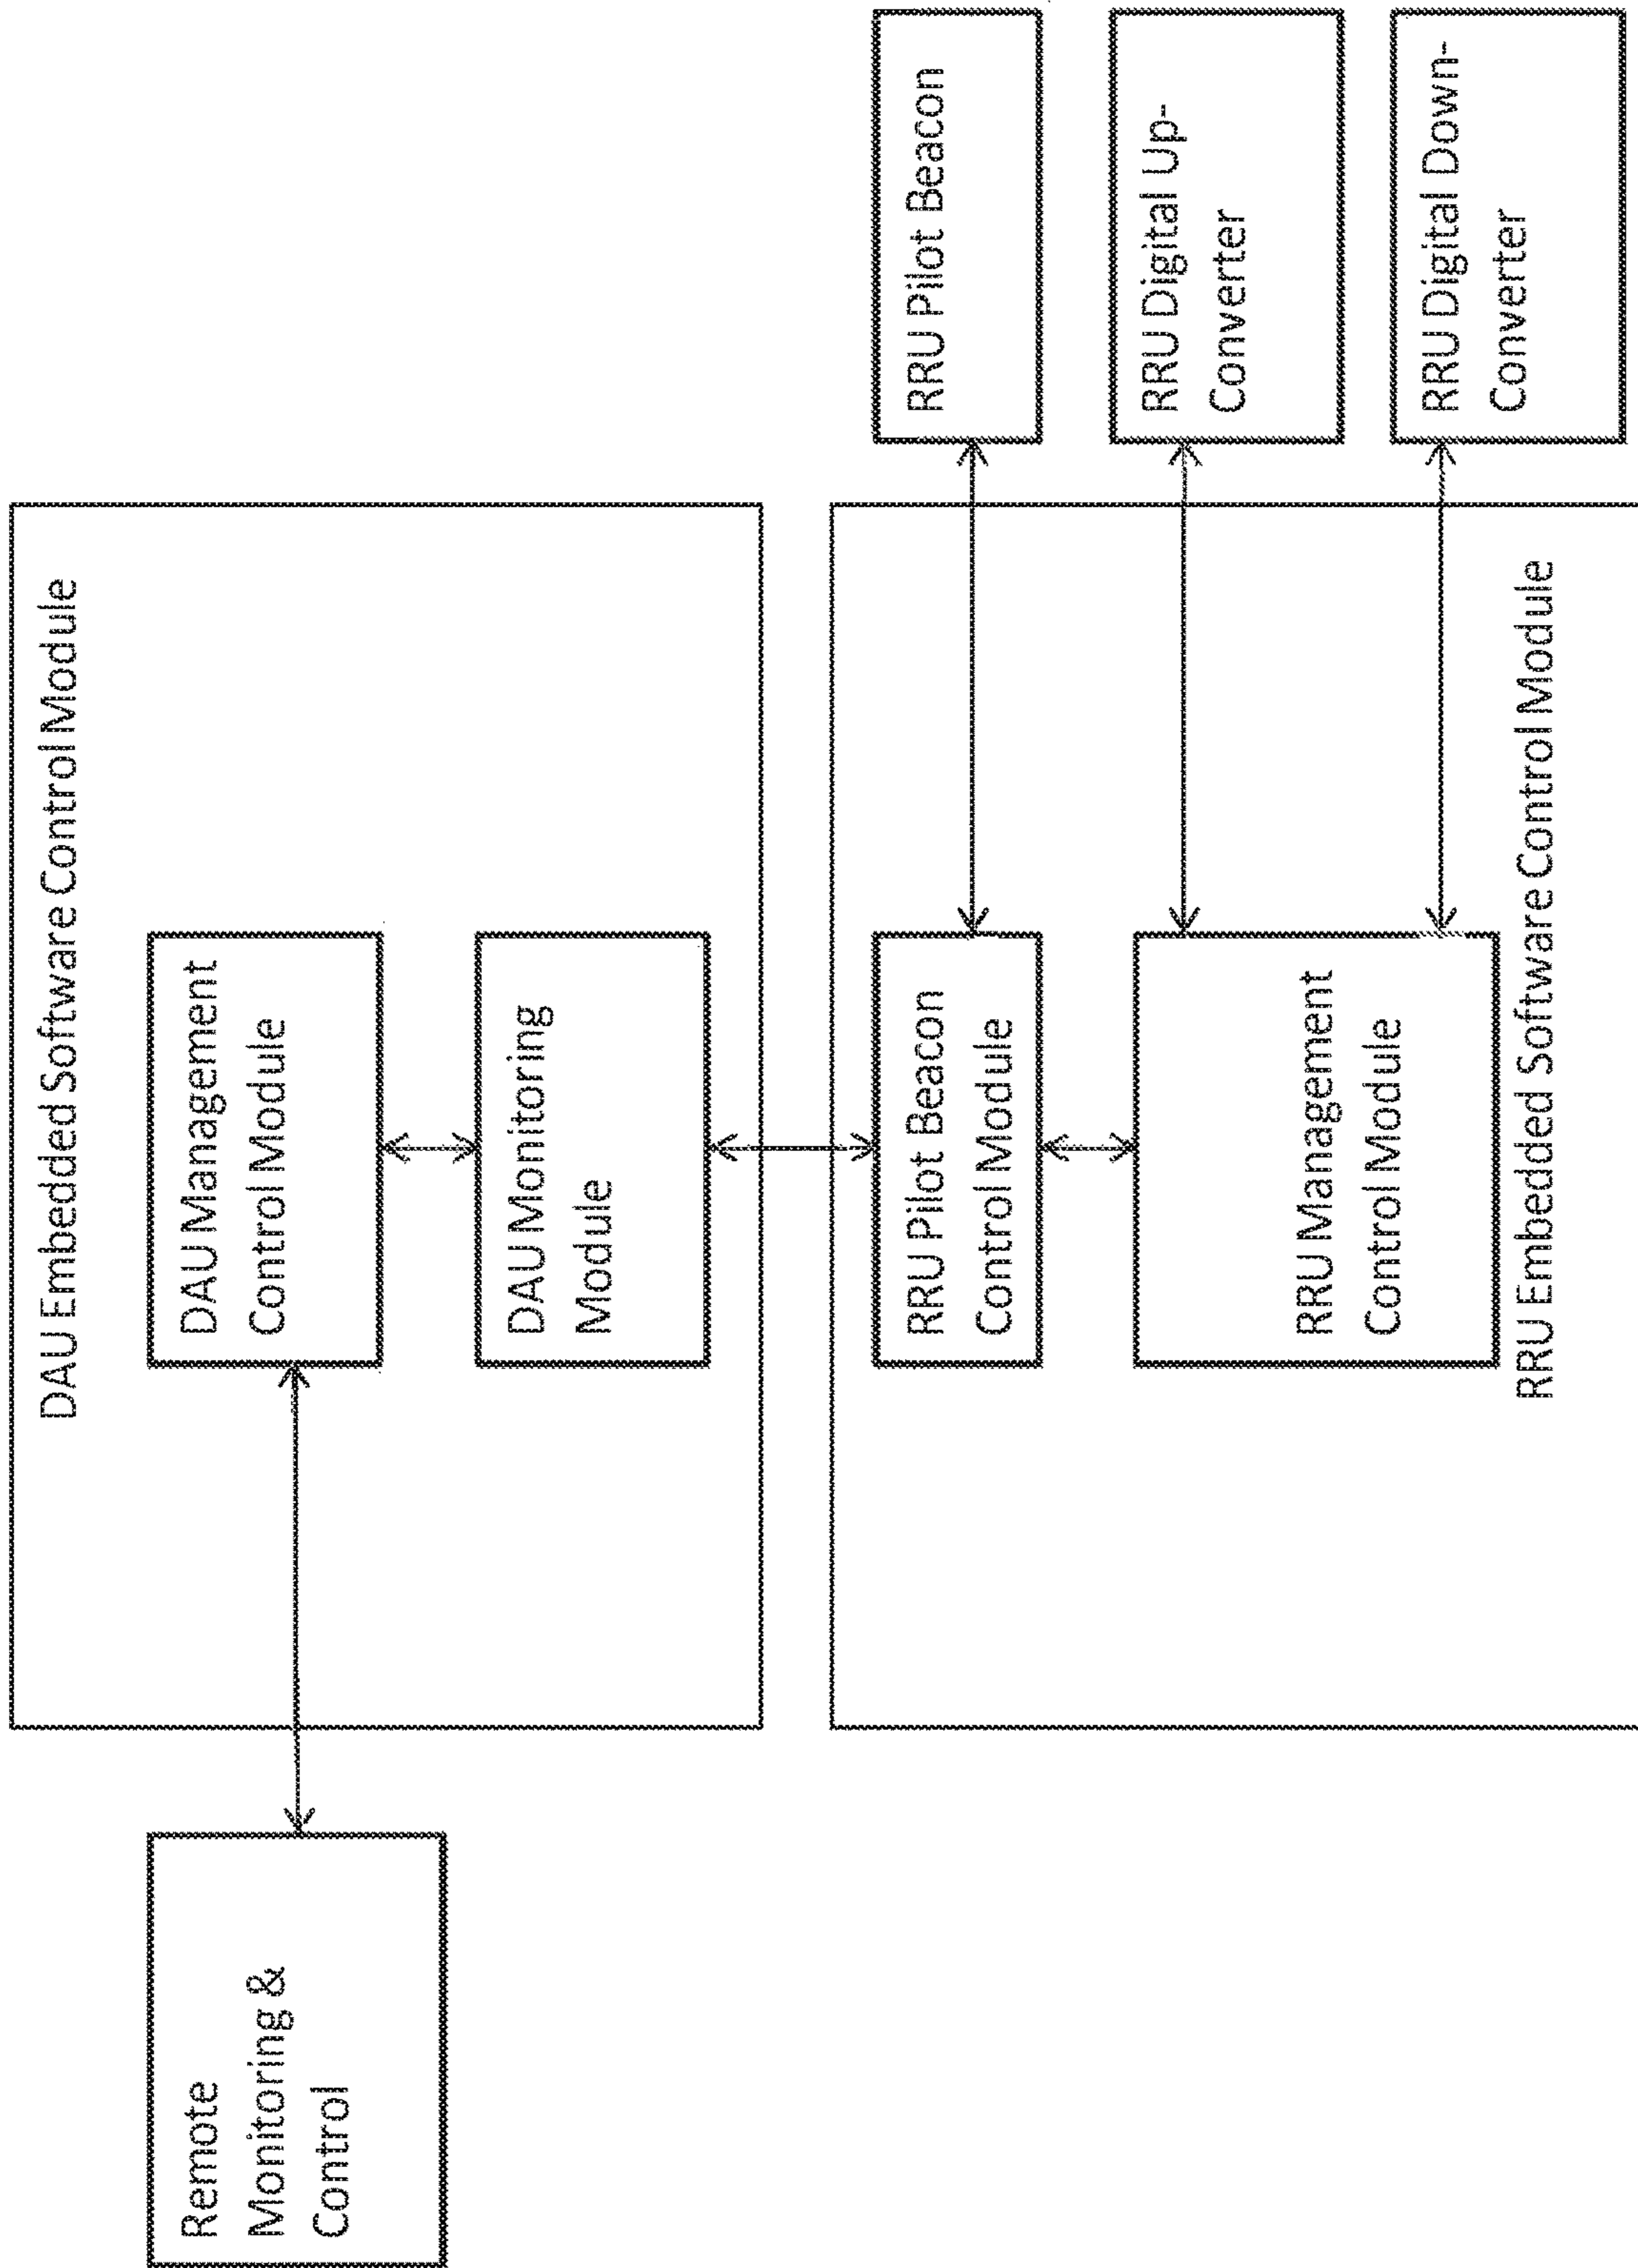 Remote
Monitoring &
Control
DAU Embedded Software Control Module
DAU Management
Control Module
DAU Monitoring
Module
RRU Pilot Beacon
Control Module
RRU Management
Control Module
RRU Embedded Software Control Module
RRU Pilot Beacon
RRU Digital Up-
Converter
RRU Digital Down-
Converter